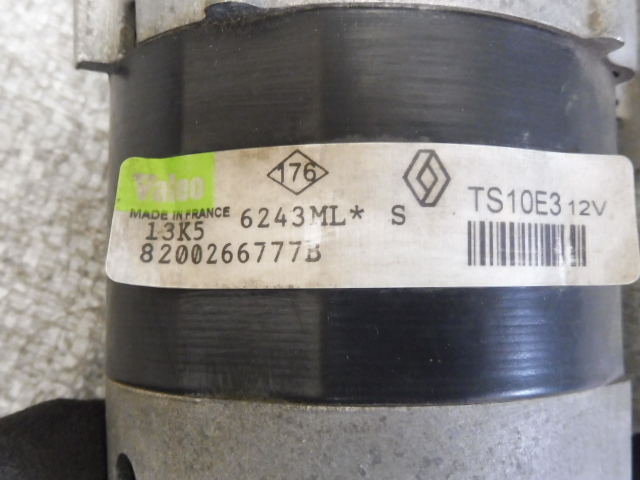 Valeo
176
TS10E3 12V
MADE IN FRANCE
6243ML* S
13K5
8200266777B